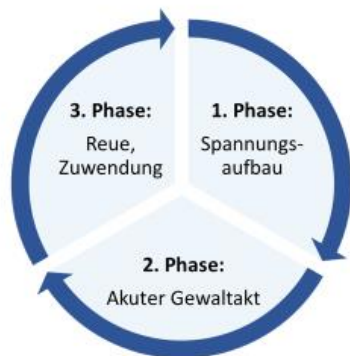 1. Phase:
Spannungs-
aufbau
2. Phase:
Akuter Gewaltakt
3. Phase:
Reue,
Zuwendung